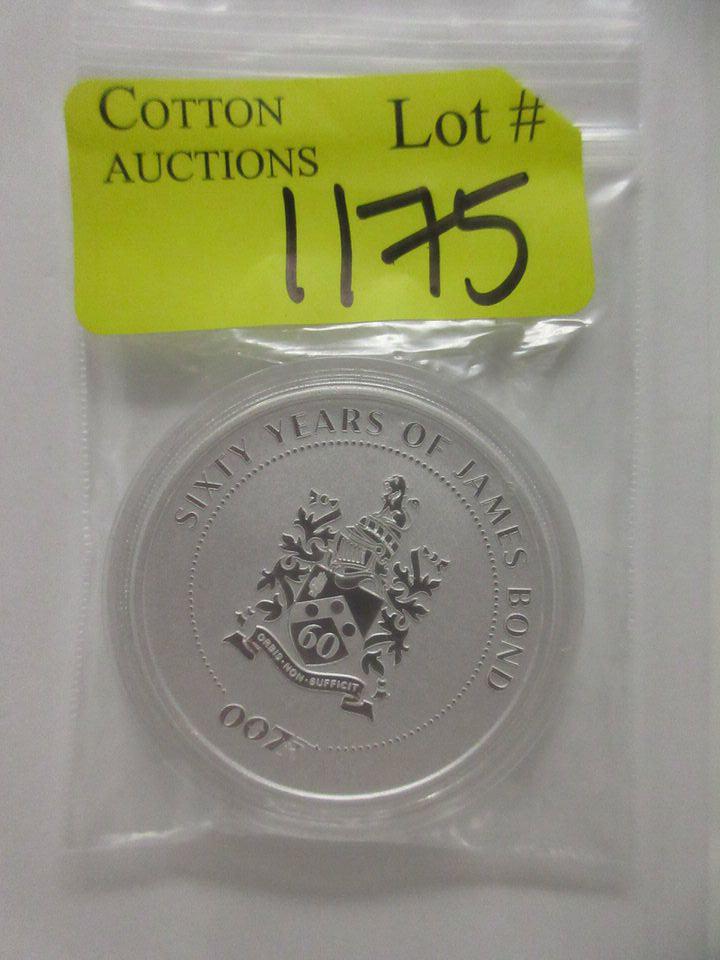 COTTON
AUCTIONS
Lot #
1175
SIXTY YEARS OF JAMES BOND
60
ORBIS·NON·SUFFICIT
007